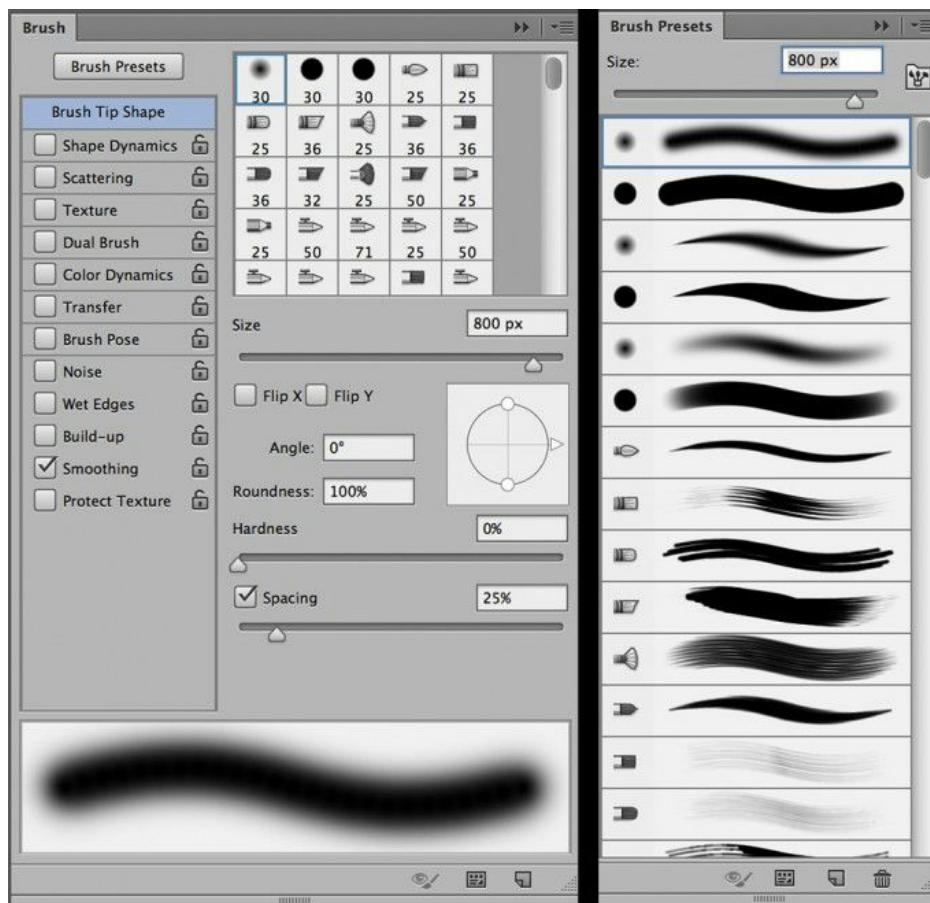 Brush
Brush Presets
Brush Tip Shape
Shape Dynamics
Scattering
Texture
Dual Brush
Color Dynamics
Transfer
Brush Pose
Noise
Wet Edges
Build-up
Smoothing
Protect Texture
30 30 30 25 25
25 36 25 36 36
36 32 25 50 25
25 50 71 25 50
Size 800 px
Flip X Flip Y
Angle: 0°
Roundness: 100%
Hardness 0%
Spacing 25%
Brush Presets
Size: 800 px